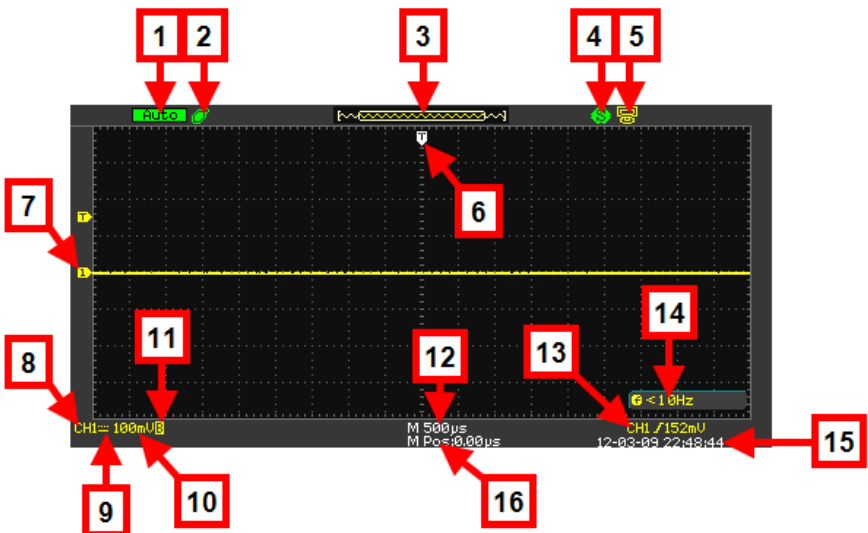 1 2 3 4 5
Auto S
T
6
7
T
1
14
11
12 13
8
f <10Hz
CH1 100mVB M 500µs CH1 152mV
M Pos:0.00µs 12-03-09 22:48:44
15
9 10 16